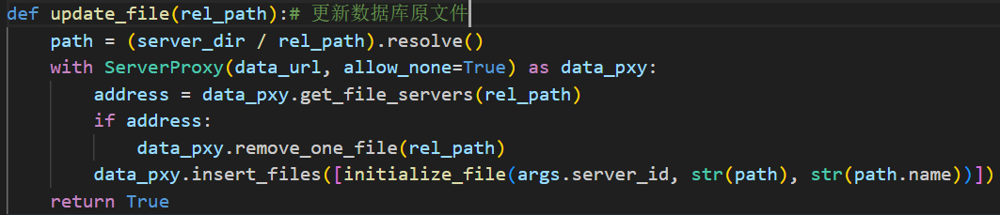 def update_file(rel_path):# 更新数据库原文件
    path = (server_dir / rel_path).resolve()
    with ServerProxy(data_url, allow_none=True) as data_pxy:
        address = data_pxy.get_file_servers(rel_path)
        if address:
            data_pxy.remove_one_file(rel_path)
        data_pxy.insert_files([initialize_file(args.server_id, str(path), str(path.name))])
    return True